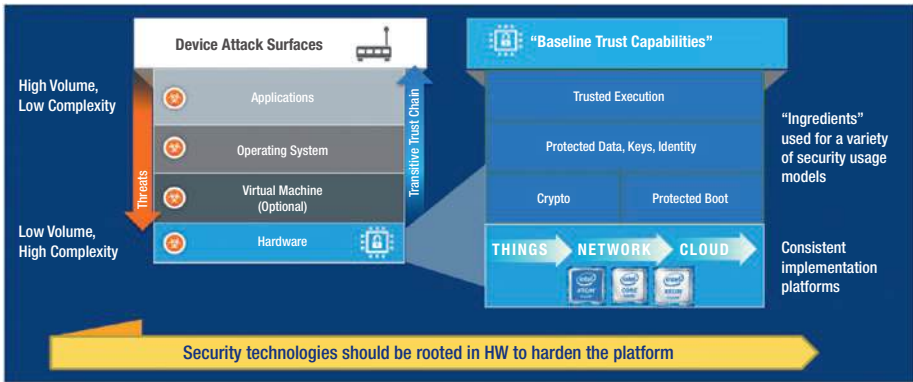 Device Attack Surfaces
"Baseline Trust Capabilities"
High Volume,
Low Complexity
Threats
Applications
Operating System
Virtual Machine
(Optional)
Hardware
Transitive Trust Chain
Low Volume,
High Complexity
Trusted Execution
Protected Data, Keys, Identity
Crypto
Protected Boot
"Ingredients"
used for a variety
of security usage
models
THINGS
NETWORK
CLOUD
Consistent
implementation
platforms
Security technologies should be rooted in HW to harden the platform